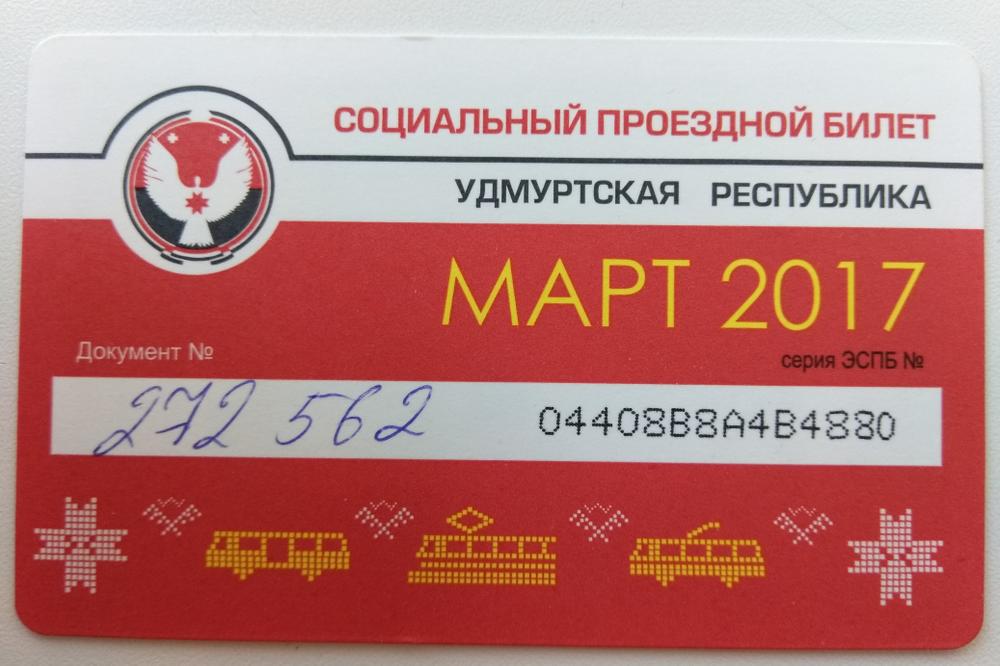 СОЦИАЛЬНЫЙ ПРОЕЗДНОЙ БИЛЕТ
УДМУРТСКАЯ РЕСПУБЛИКА
МАРТ 2017
Документ №
серия ЭСПБ №
272 562 04408B8A4B4880